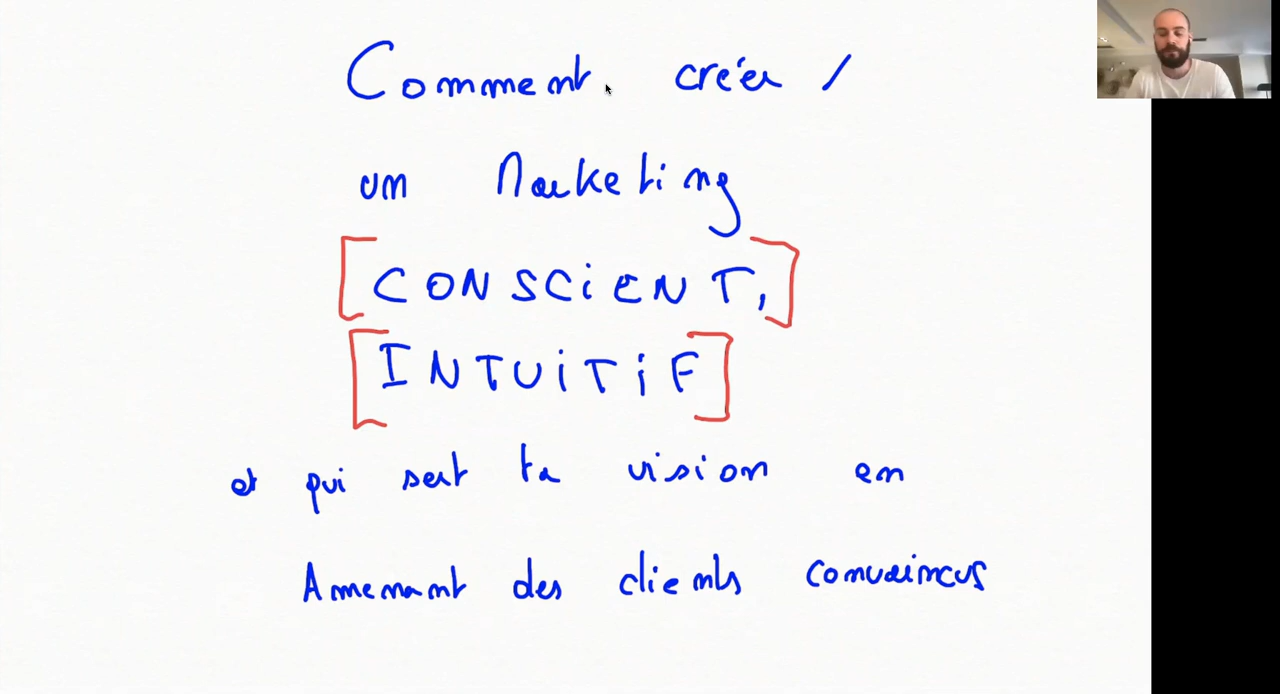 Comment. créer /
un Marketing
[CONSCiENT,]
[INTUiTiF]
et qui sert ta vision en
Amenant des clients convaincus